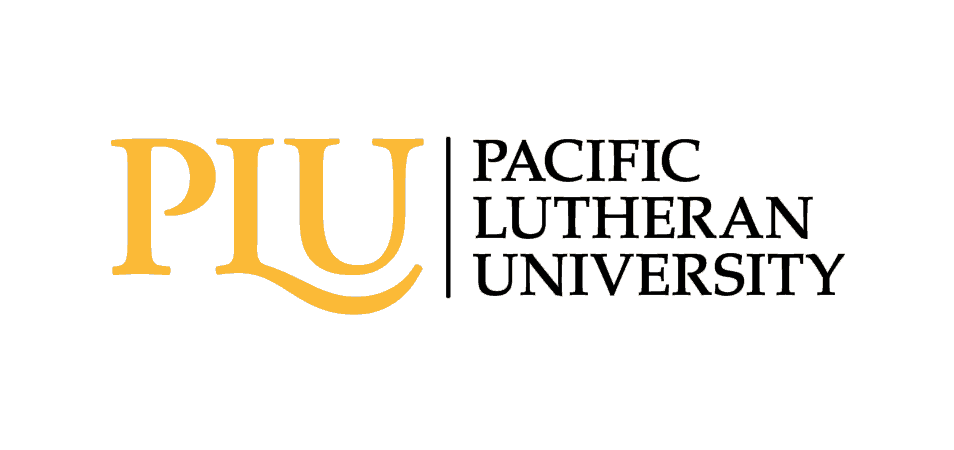 PLU
PACIFIC
LUTHERAN
UNIVERSITY